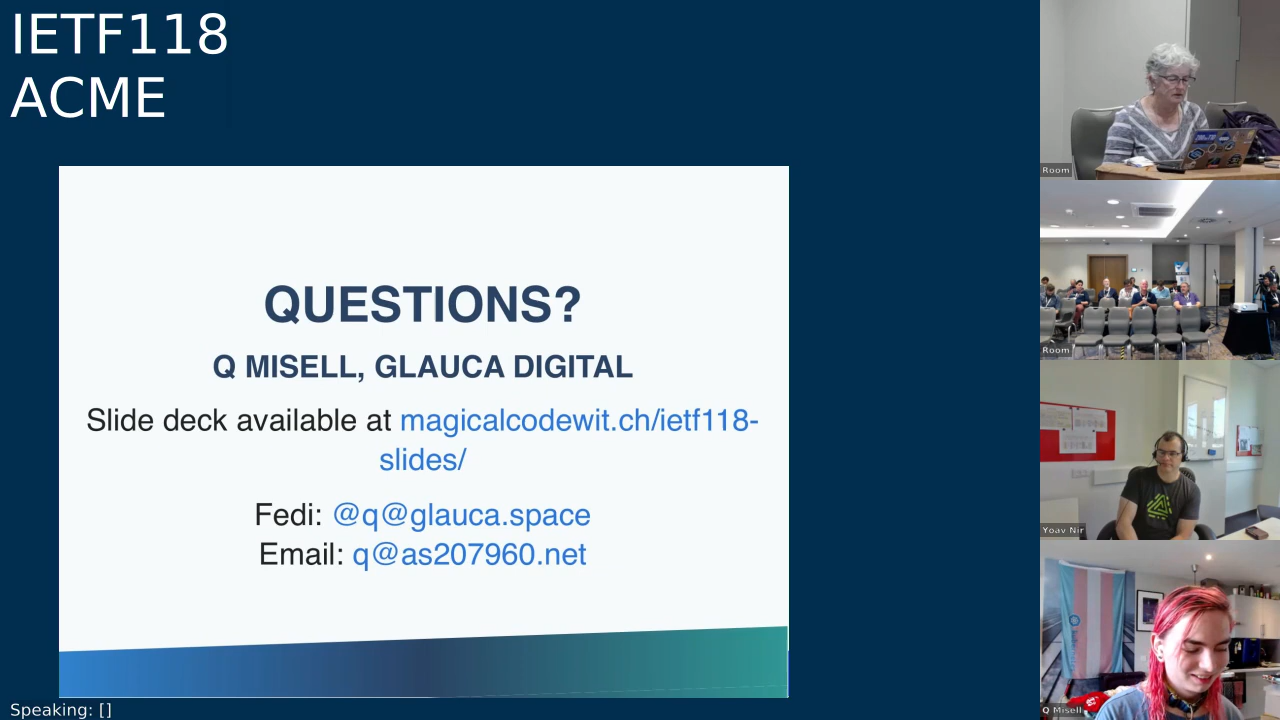 IETF118
ACME
QUESTIONS?
Q MISELL, GLAUCA DIGITAL
Slide deck available at magicalcodewit.ch/ietf118-
slides/
Fedi: @q@glauca.space
Email: q@as207960.net
Speaking: []
Room
Room
Yoav Nir
Q Misell